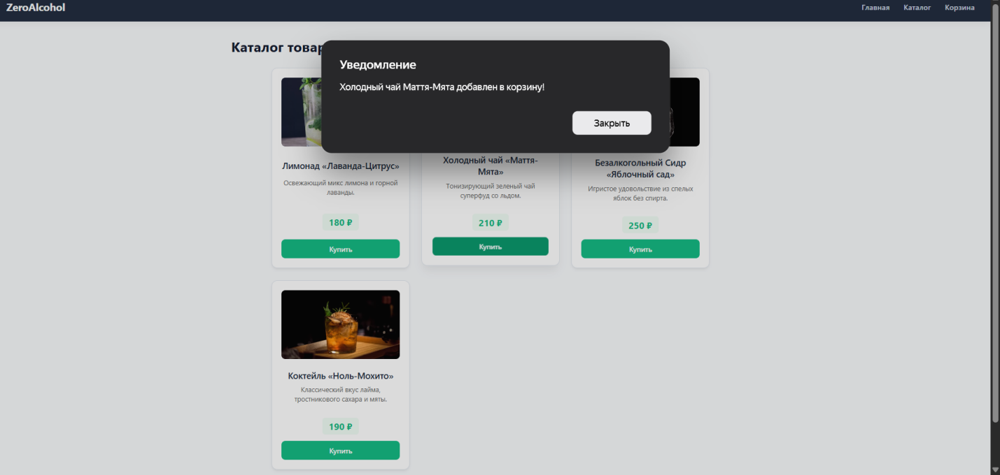 ZeroAlcohol
Главная Каталог Корзина
Каталог товар
Уведомление
Холодный чай Маття-Мята добавлен в корзину!
Закрыть
Лимонад «Лаванда-Цитрус»
Освежающий микс лимона и горной
лаванды.
180 ₽
Купить
Холодный чай «Маття-
Мята»
Тонизирующий зеленый чай
суперфуд со льдом.
210 ₽
Купить
Безалкогольный Сидр
«Яблочный сад»
Игристое удовольствие из спелых
яблок без спирта.
250 ₽
Купить
Коктейль «Ноль-Мохито»
Классический вкус лайма,
тростникового сахара и мяты.
190 ₽
Купить